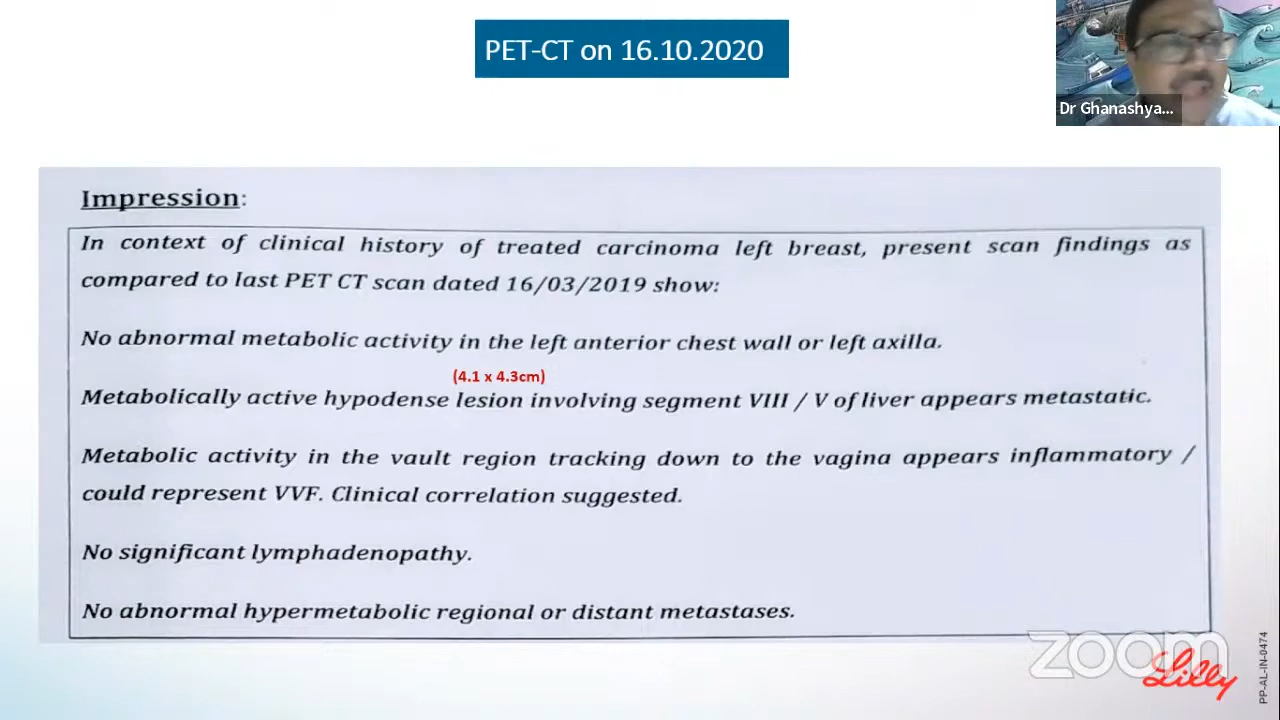 PET-CT on 16.10.2020
Dr Ghanashya...
Impression:
In context of clinical history of treated carcinoma left breast, present scan findings as
compared to last PET CT scan dated 16/03/2019 show:
No abnormal metabolic activity in the left anterior chest wall or left axilla.
(4.1 x 4.3cm)
Metabolically active hypodense lesion involving segment VIII / V of liver appears metastatic.
Metabolic activity in the vault region tracking down to the vagina appears inflammatory /
could represent VVF. Clinical correlation suggested.
No significant lymphadenopathy.
No abnormal hypermetabolic regional or distant metastases.
zoom
Lilly
PP-AL-IN-0474